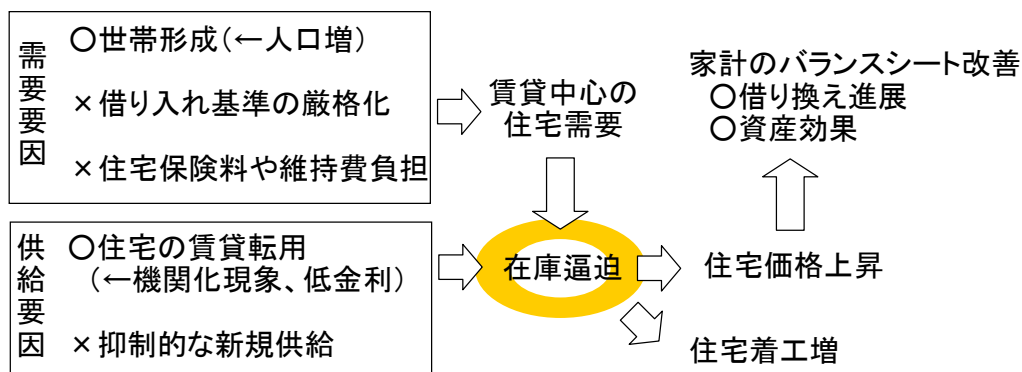 需要要因
〇世帯形成（←人口増）
×借り入れ基準の厳格化
×住宅保険料や維持費負担
賃貸中心の
住宅需要
家計のバランスシート改善
〇借り換え進展
〇資産効果
供給要因
〇住宅の賃貸転用
（←機関化現象、低金利）
×抑制的な新規供給
在庫逼迫
住宅価格上昇
住宅着工増